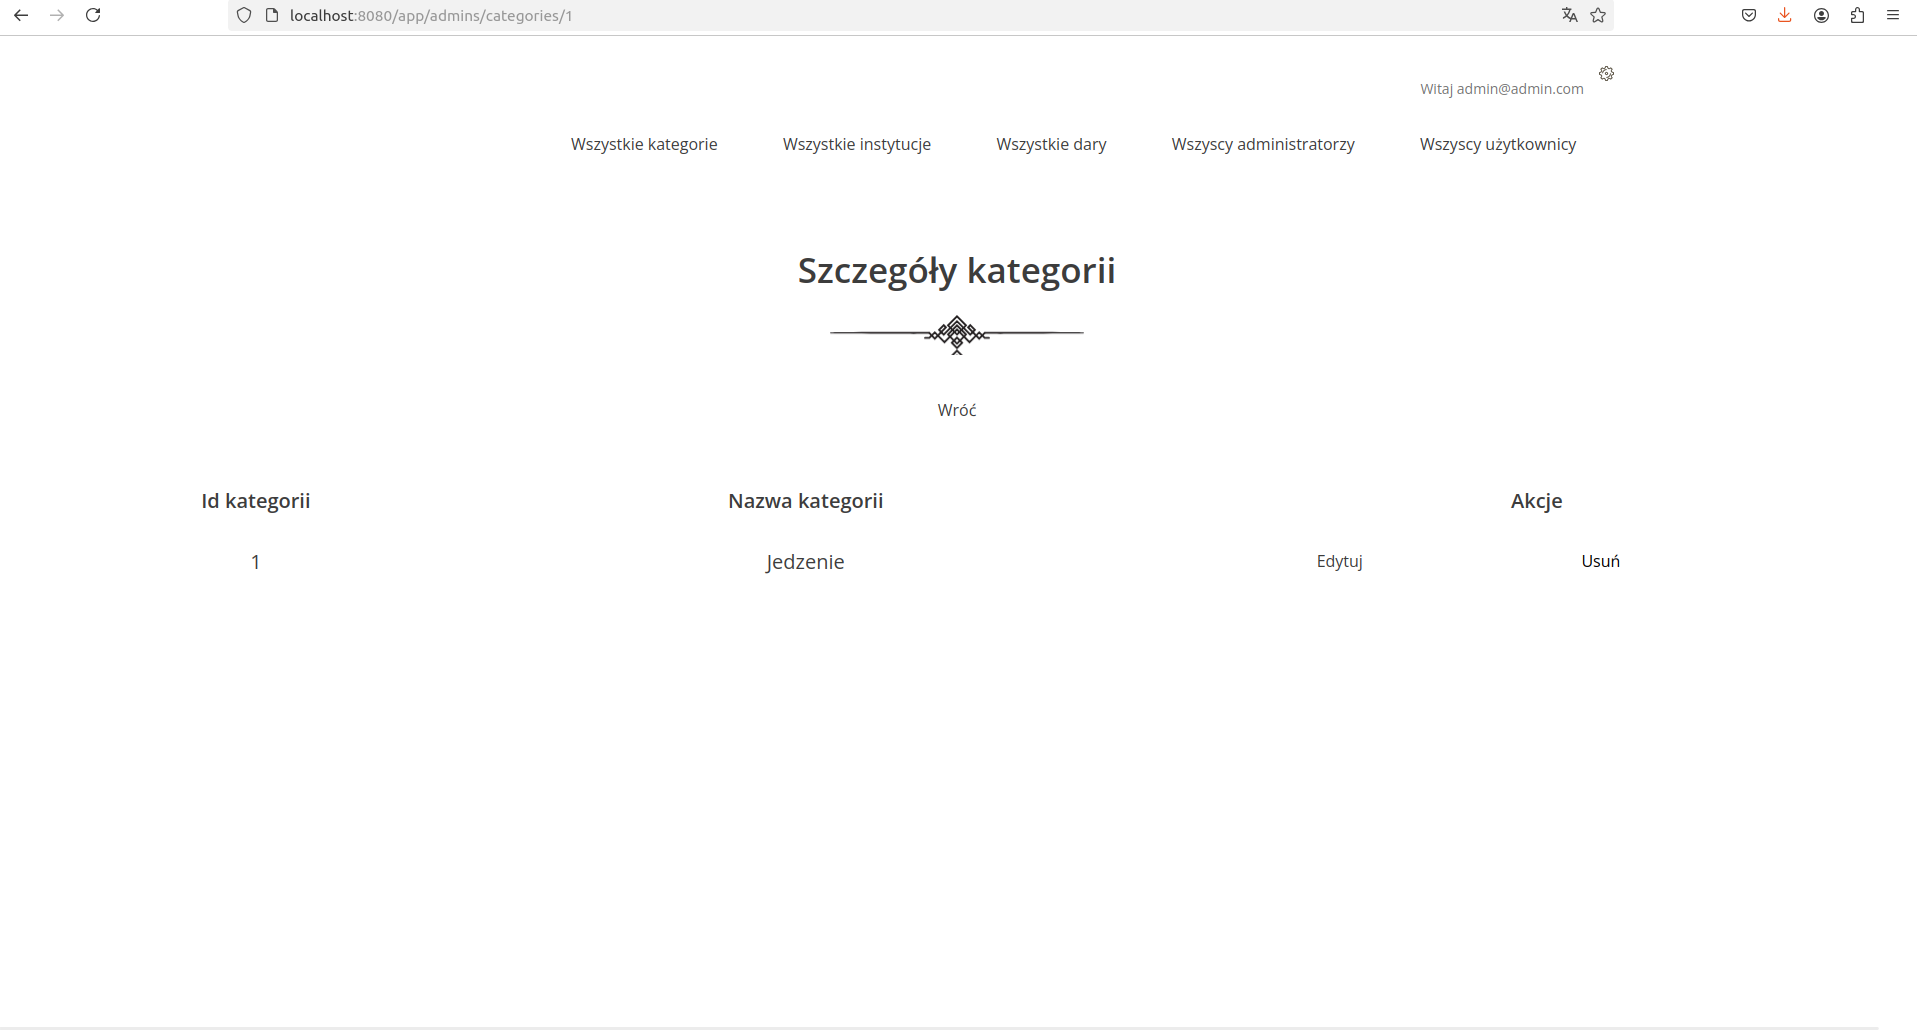 localhost:8080/app/admins/categories/1
Witaj admin@admin.com
Wszystkie kategorie Wszystkie instytucje Wszystkie dary Wszyscy administratorzy Wszyscy użytkownicy
Szczegóły kategorii
Wróć
Id kategorii Nazwa kategorii Akcje
1 Jedzenie Edytuj Usuń